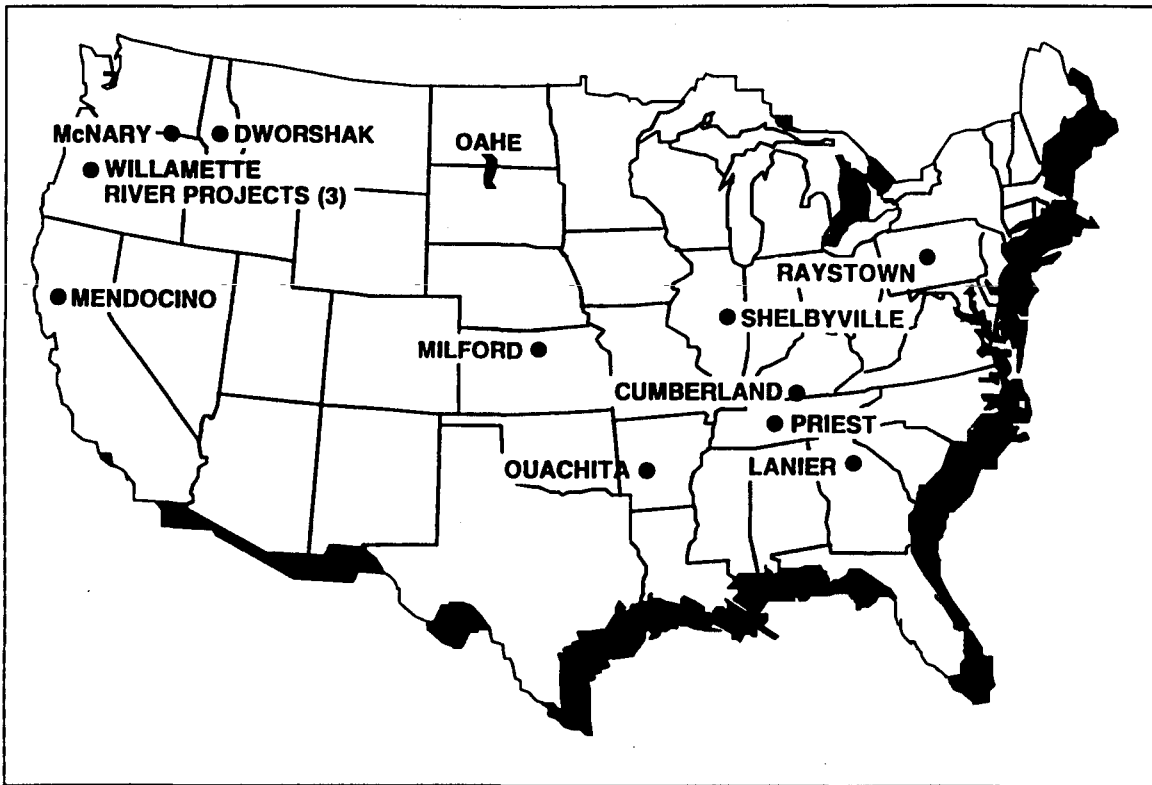 McNARY
DWORSHAK
OAHE
WILLAMETTE
RIVER PROJECTS (3)
RAYSTOWN
MENDOCINO
SHELBYVILLE
MILFORD
CUMBERLAND
PRIEST
OUACHITA
LANIER